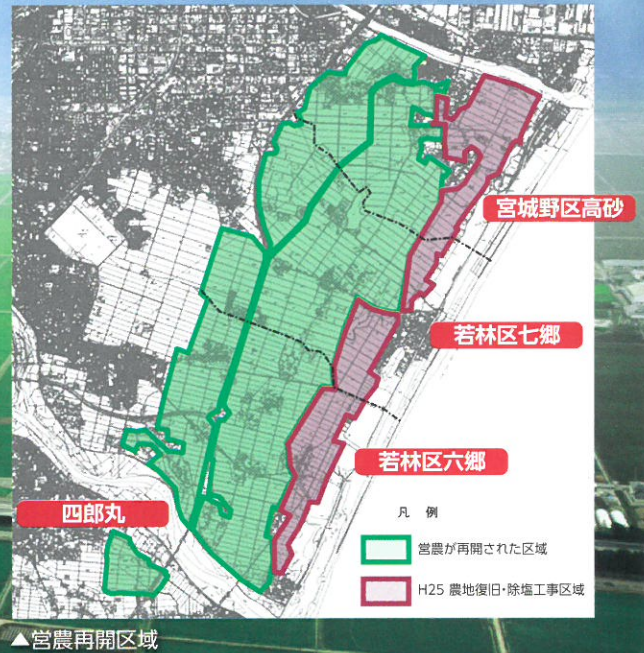 宮城野区高砂
若林区七郷
若林区六郷
四郎丸
凡 例
営農が再開された区域
H25 農地復旧・除塩工事区域
▲営農再開区域